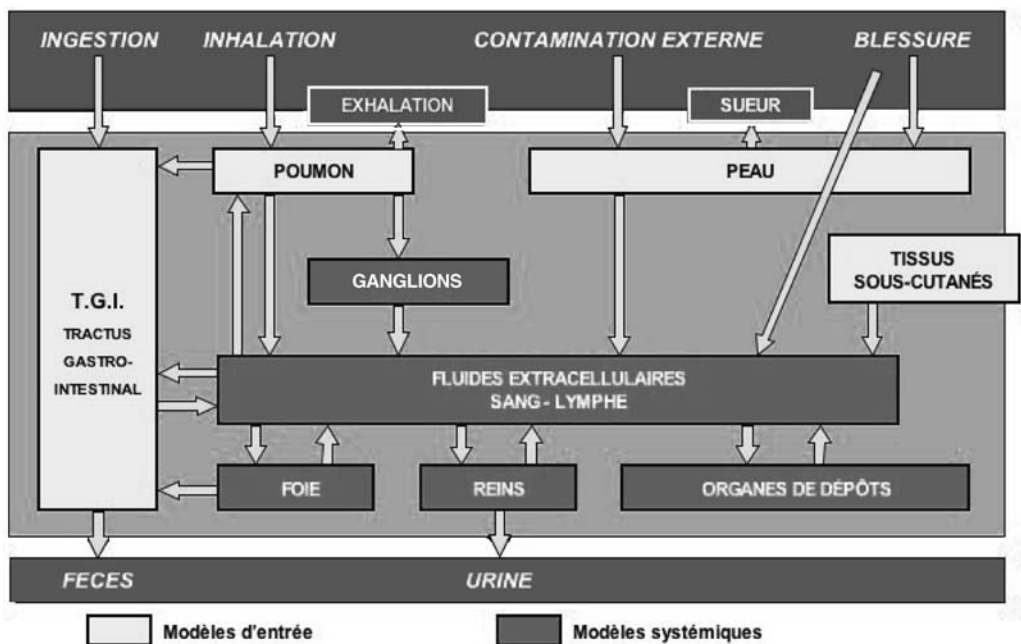 INGESTION
INHALATION
CONTAMINATION EXTERNE
BLESSURE
EXHALATION
SUEUR
POUMON
PEAU
GANGLIONS
TISSUS
SOUS-CUTANÉS
T.G.I.
TRACTUS
GASTRO-
INTESTINAL
FLUIDES EXTRACELLULAIRES
SANG - LYMPHE
FOIE
REINS
ORGANES DE DÉPÔTS
FECES
URINE
Modèles d'entrée
Modèles systémiques